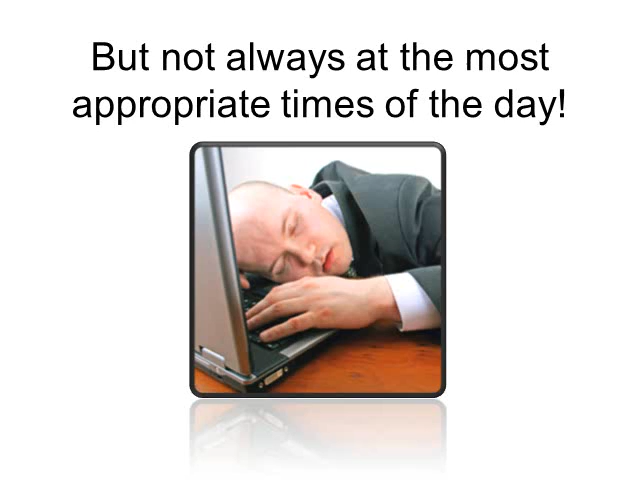 But not always at the most
appropriate times of the day!